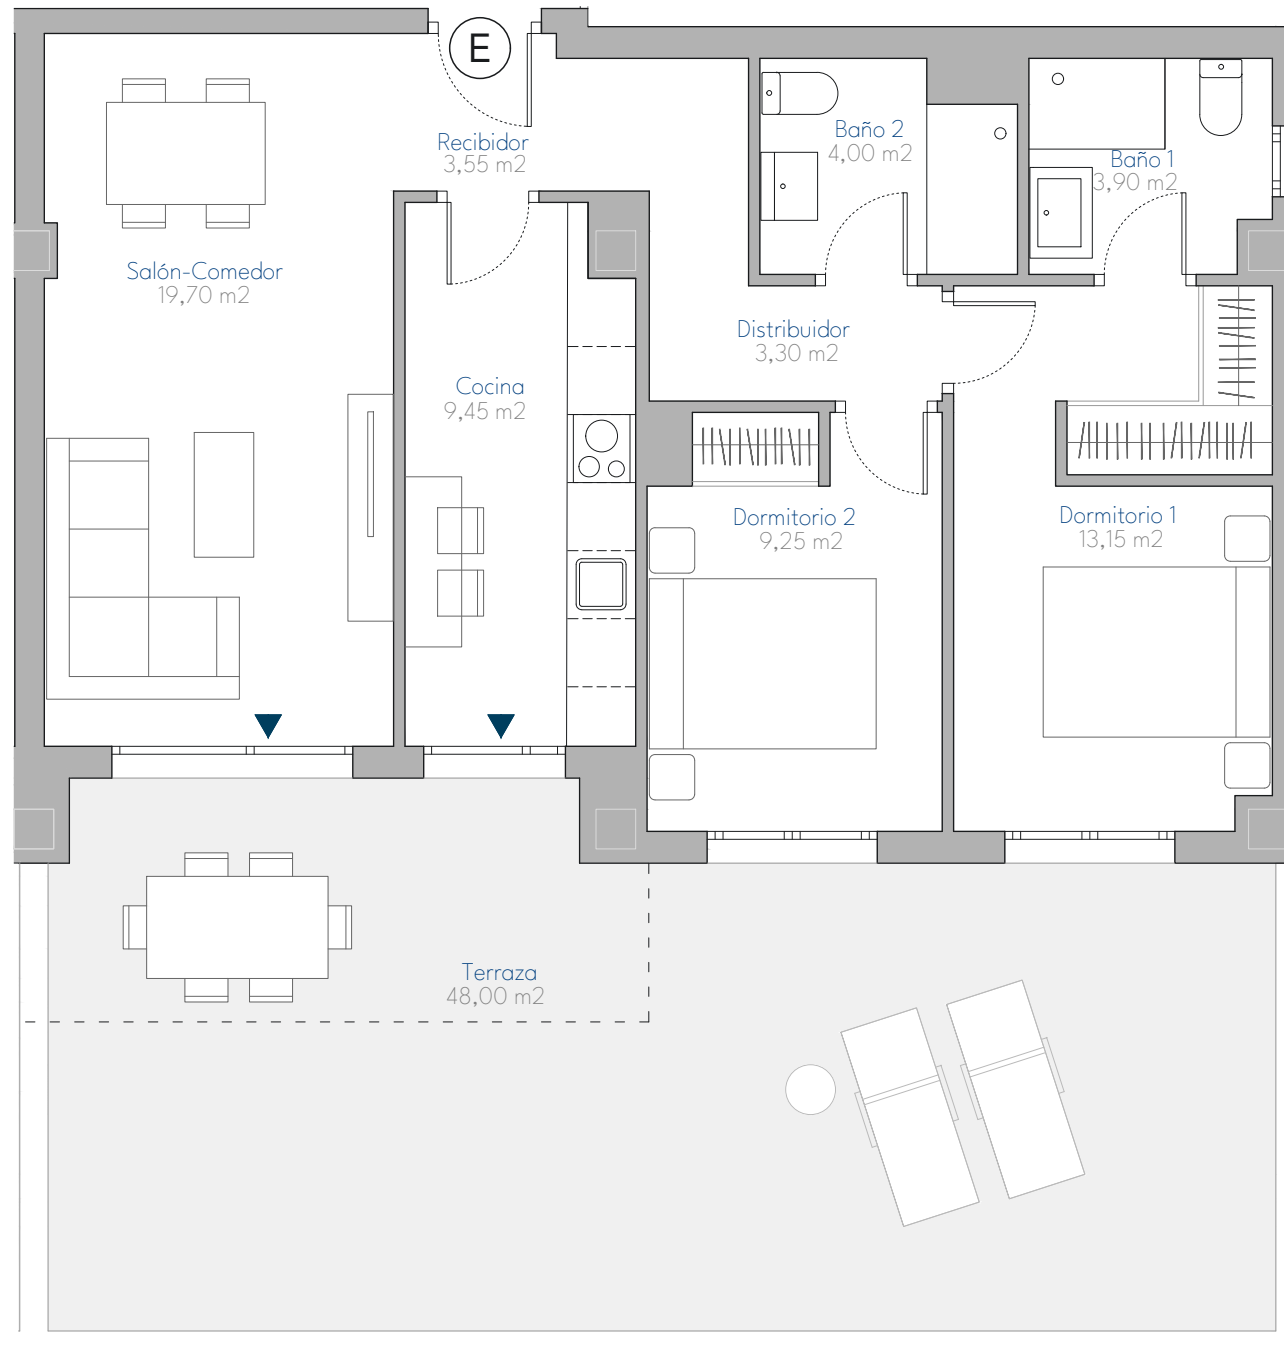 E
Recibidor
3,55 m2
Baño 2
4,00 m2
Baño 1
3,90 m2
Salón-Comedor
19,70 m2
Distribuidor
3,30 m2
Cocina
9,45 m2
Dormitorio 2
9,25 m2
Dormitorio 1
13,15 m2
Terraza
48,00 m2